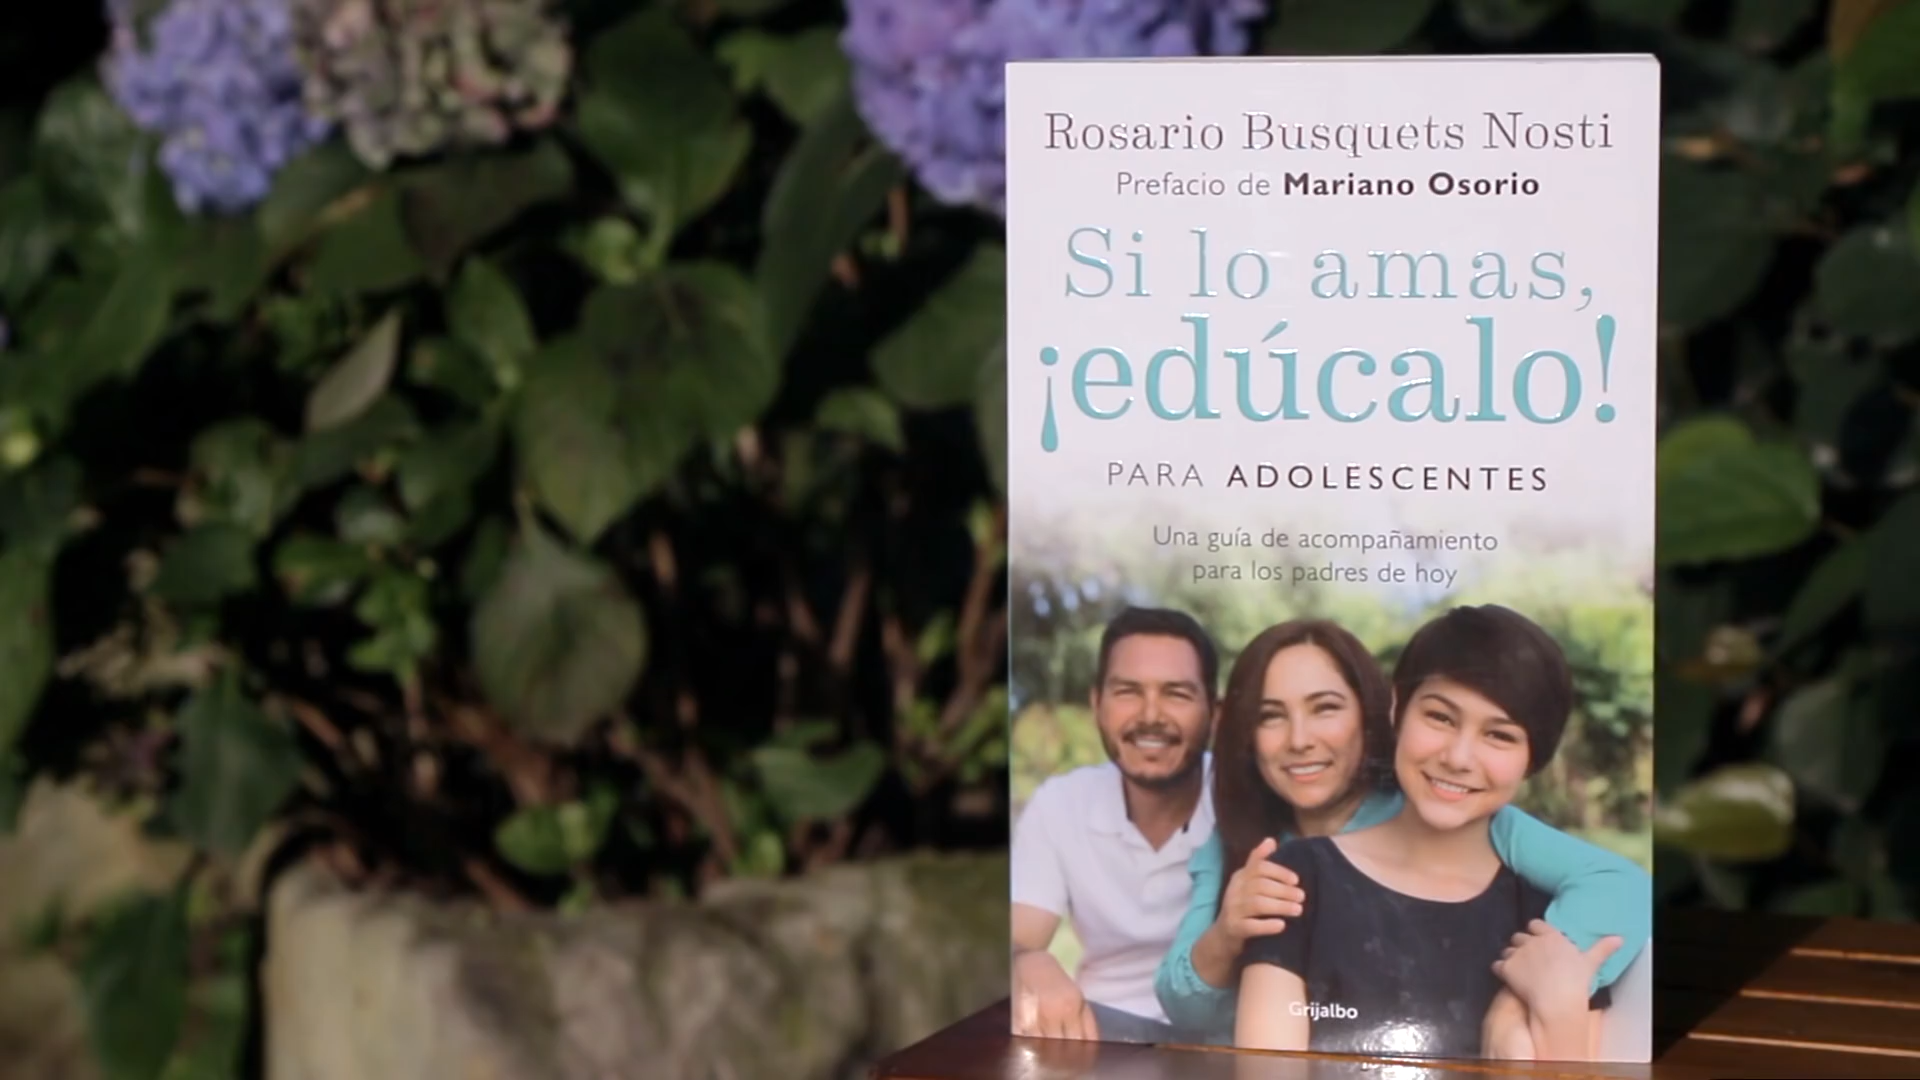 Rosario Busquets Nosti
Prefacio de Mariano Osorio
Si lo amas,
¡edúcalo!
PARA ADOLESCENTES
Una guía de acompañamiento
para los padres de hoy
Grijalbo